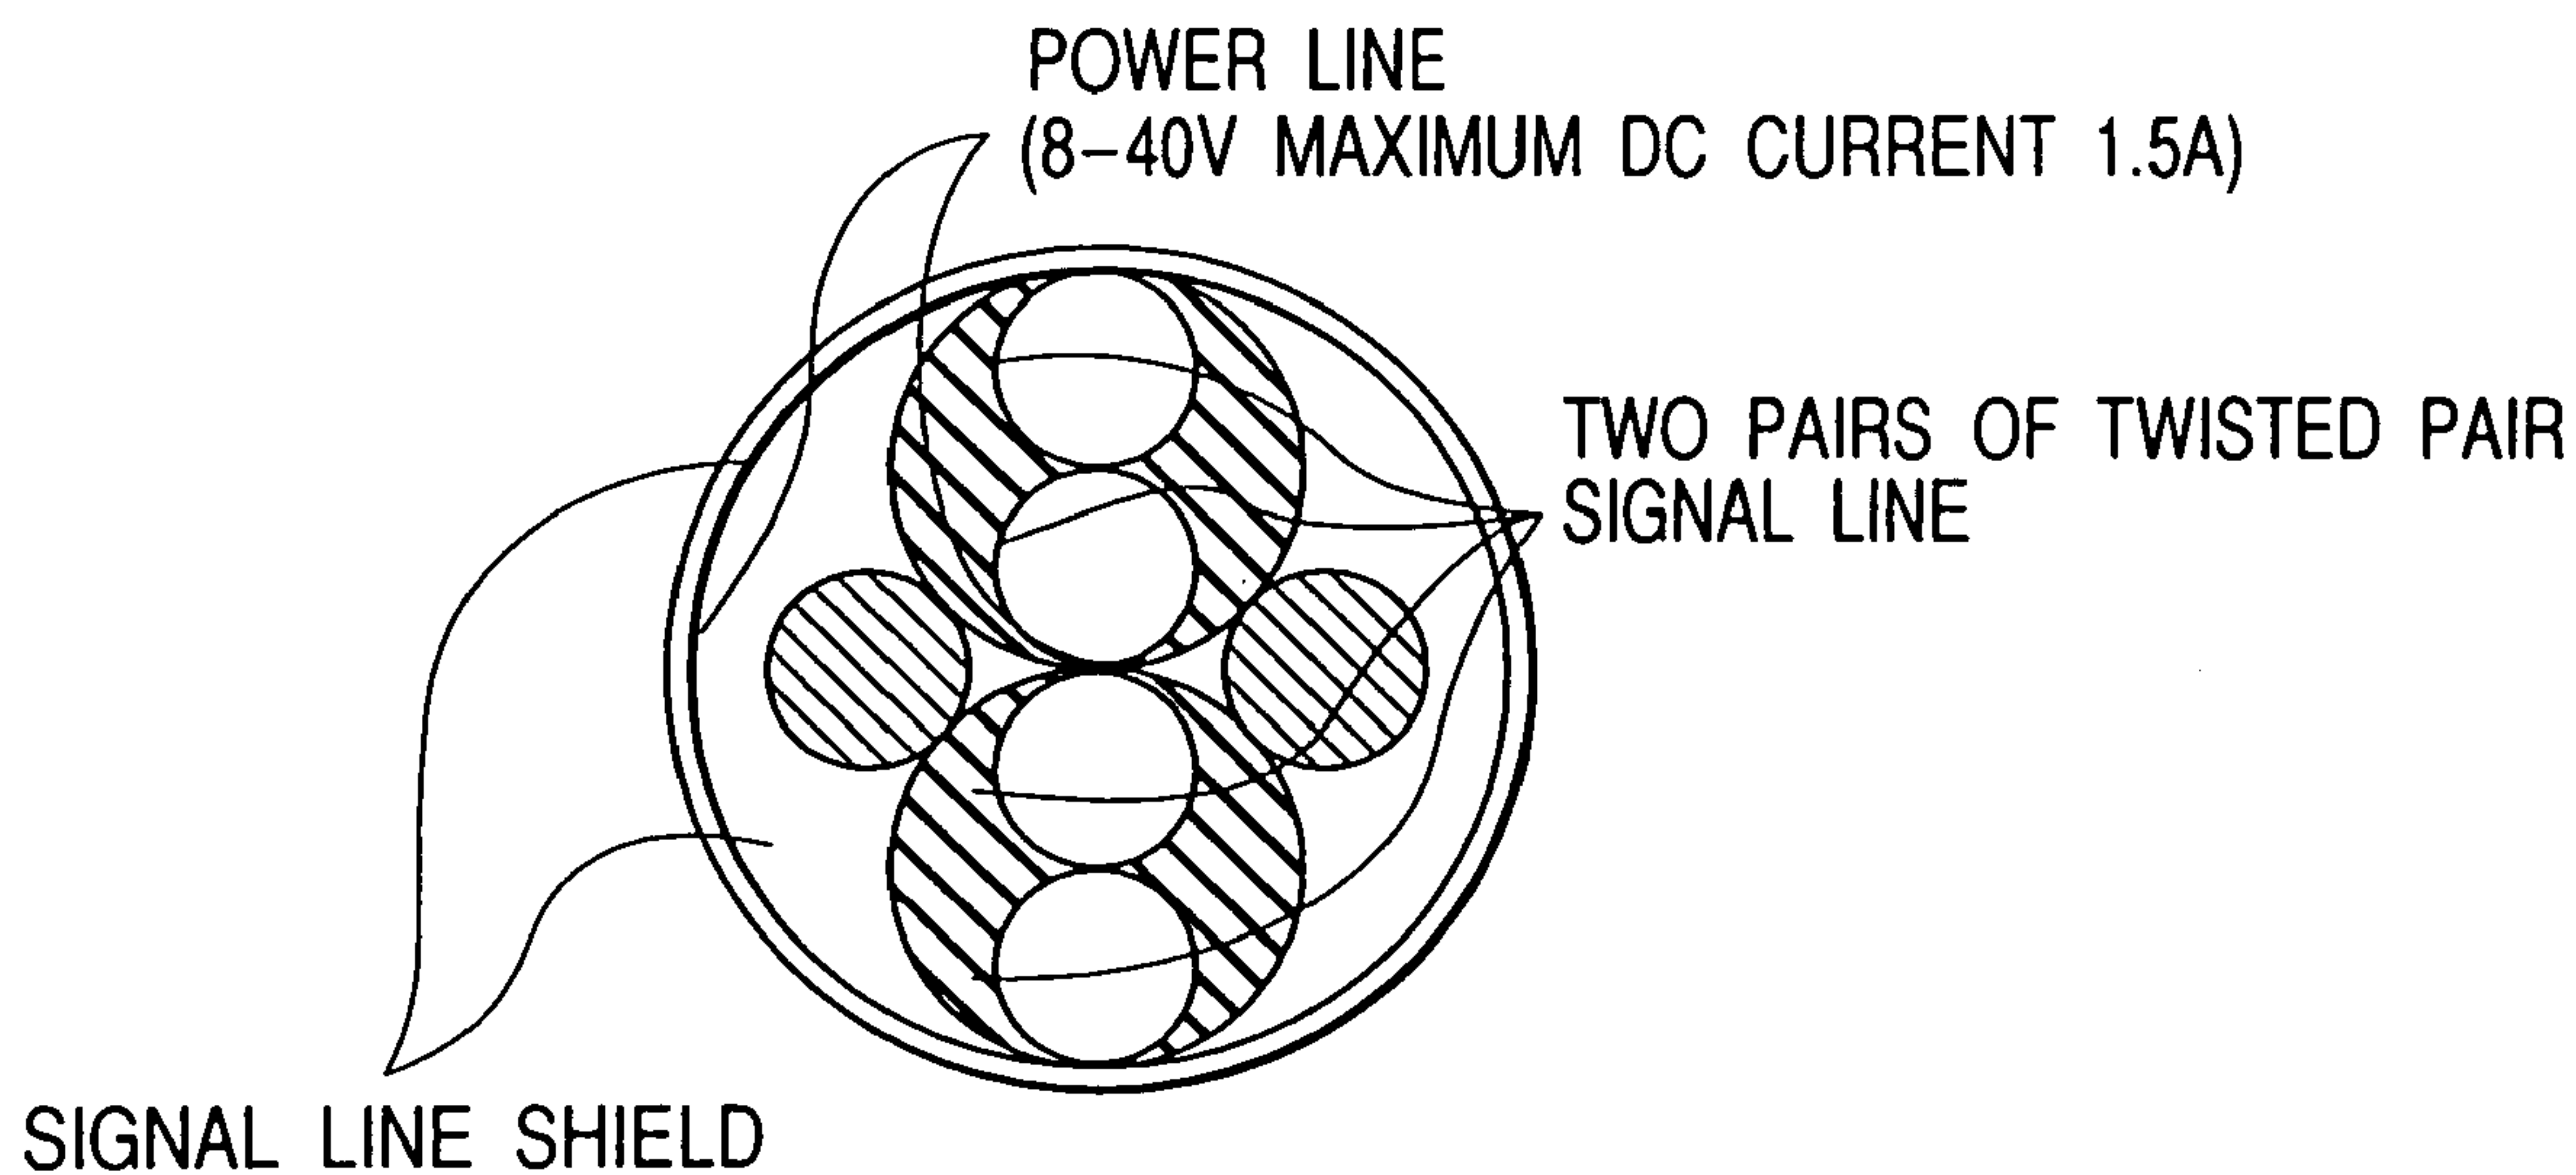 POWER LINE
(8-40V MAXIMUM DC CURRENT 1.5A)
TWO PAIRS OF TWISTED PAIR
SIGNAL LINE
SIGNAL LINE SHIELD